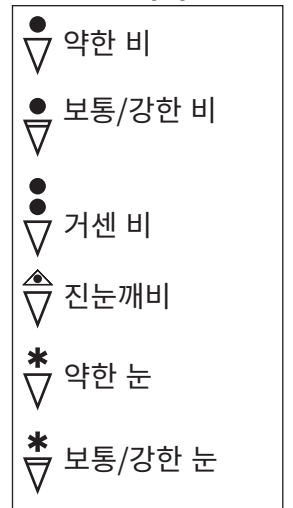 약한 비
보통/강한 비
거센 비
진눈깨비
약한 눈
보통/강한 눈